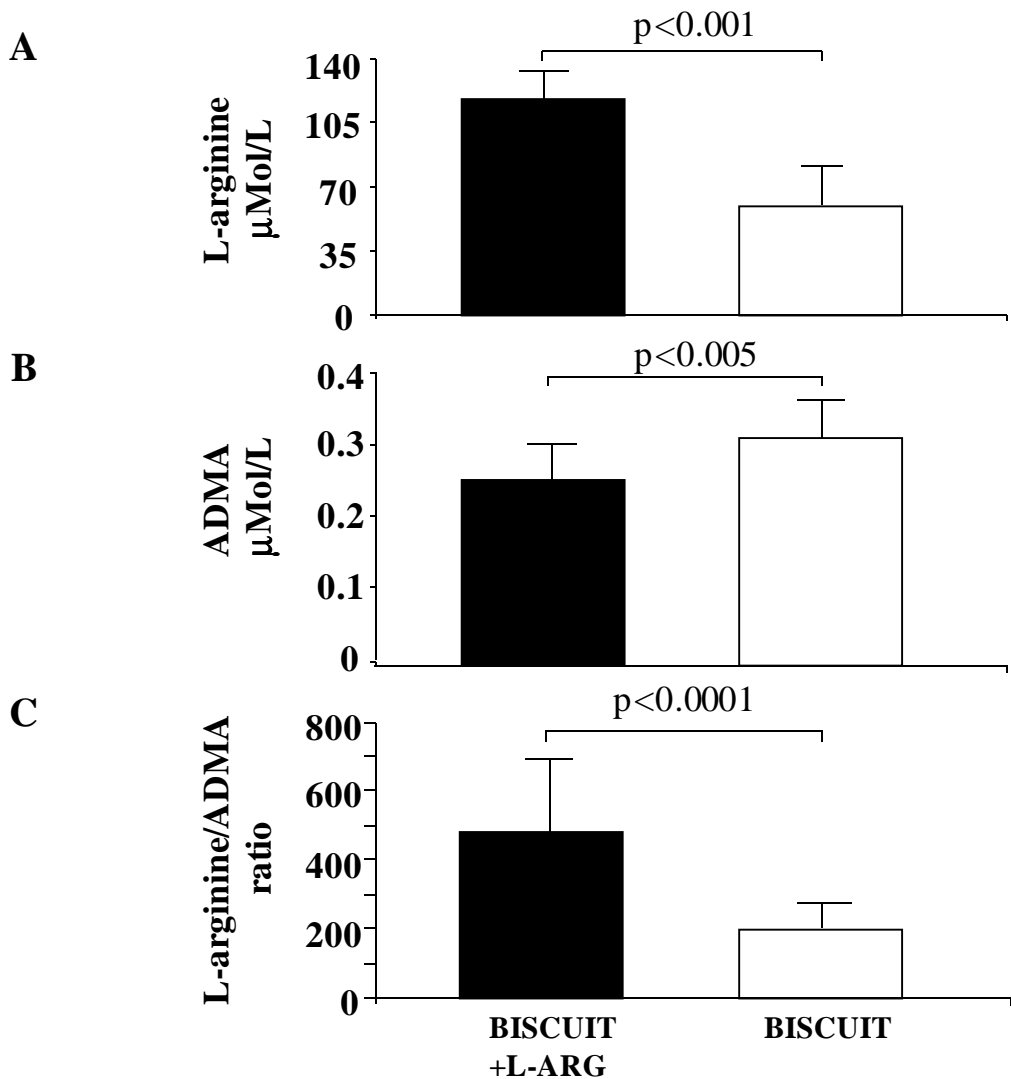 A
p<0.001
L-arginine
μMol/L
140
105
70
35
0
B
p<0.005
ADMA
μMol/L
0.4
0.3
0.2
0.1
0
C
p<0.0001
L-arginine/ADMA
ratio
800
600
400
200
0
BISCUIT
+L-ARG
BISCUIT